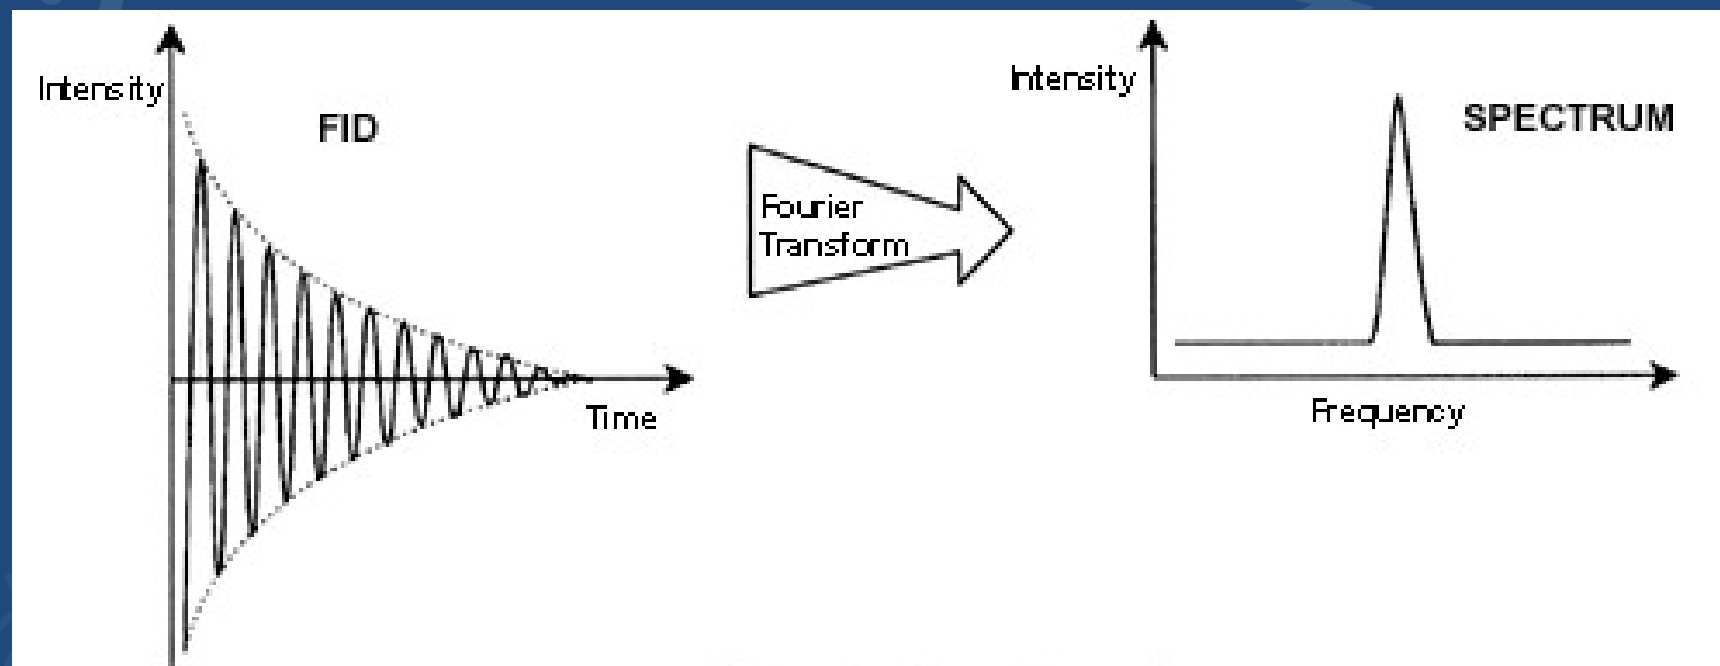 Intensity
FID
Time
Fourier
Transform
Intensity
SPECTRUM
Frequency